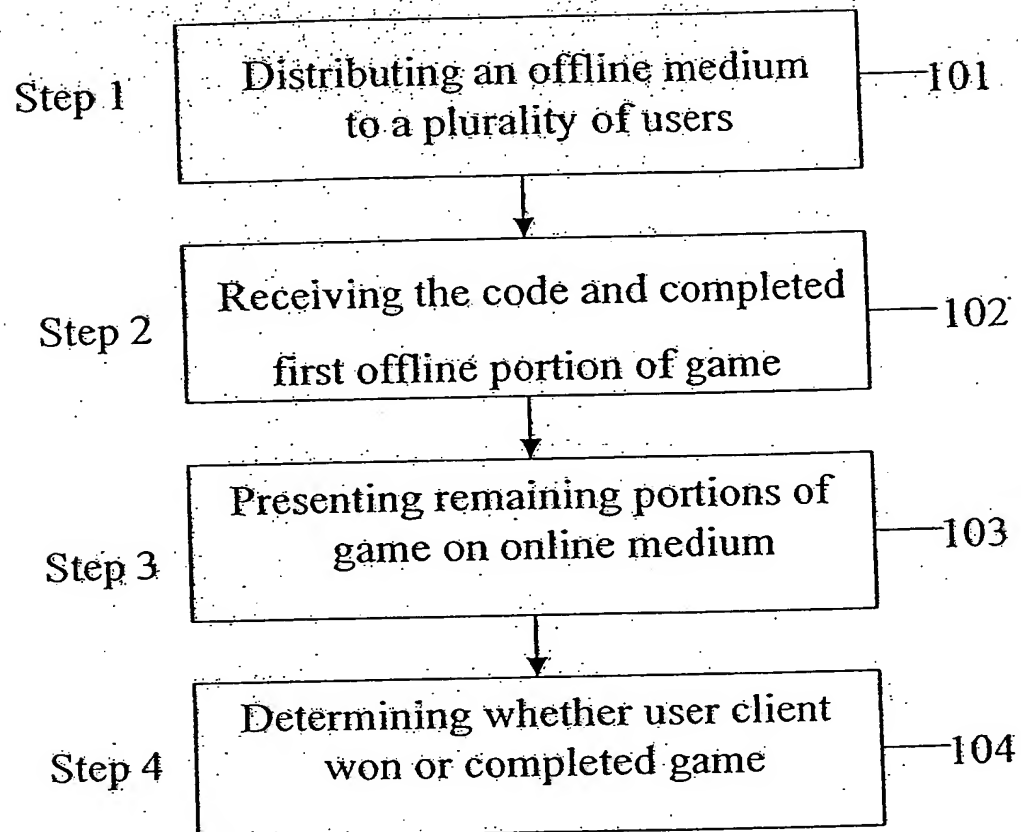 Step 1
Distributing an offline medium
to a plurality of users
101
Step 2
Receiving the code and completed
first offline portion of game
102
Step 3
Presenting remaining portions of
game on online medium
103
Step 4
Determining whether user client
won or completed game
104